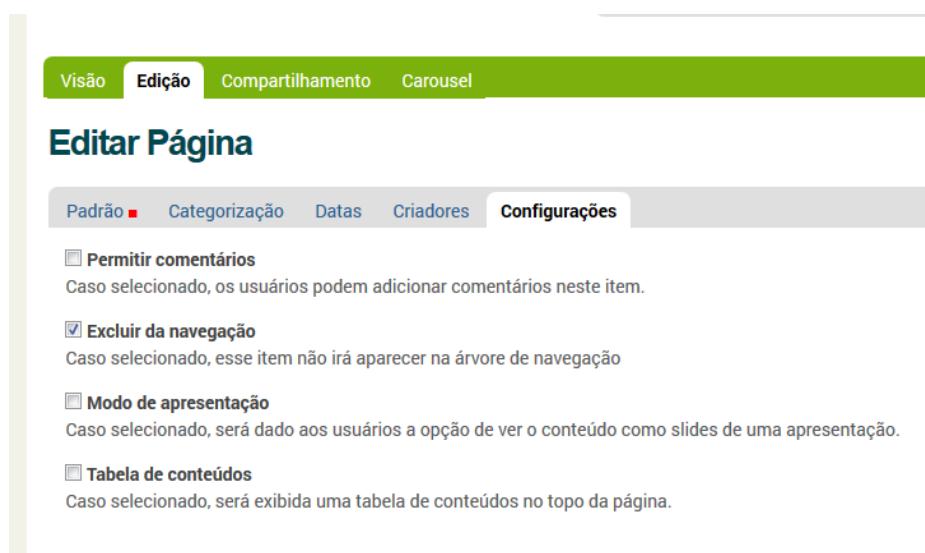 Visão Edição Compartilhamento Carousel
Editar Página
Padrão Categorização Datas Criadores Configurações
Permitir comentários
Caso selecionado, os usuários podem adicionar comentários neste item.
Excluir da navegação
Caso selecionado, esse item não irá aparecer na árvore de navegação
Modo de apresentação
Caso selecionado, será dado aos usuários a opção de ver o conteúdo como slides de uma apresentação.
Tabela de conteúdos
Caso selecionado, será exibida uma tabela de conteúdos no topo da página.